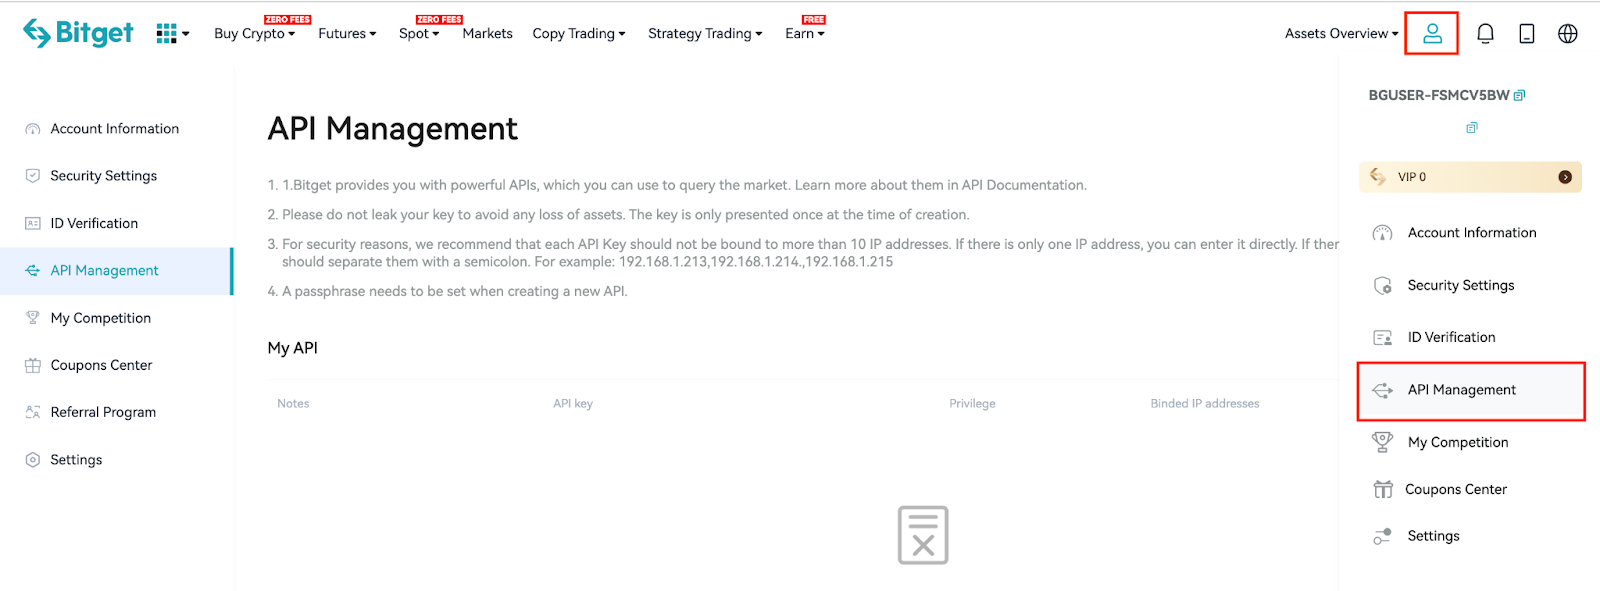 Bitget
ZERO FEES
ZERO FEES
FREE
Buy Crypto
Futures
Spot
Markets
Copy Trading
Strategy Trading
Earn
Assets Overview
Account Information
Security Settings
ID Verification
API Management
My Competition
Coupons Center
Referral Program
Settings
API Management
1. 1.Bitget provides you with powerful APIs, which you can use to query the market. Learn more about them in API Documentation.
2. Please do not leak your key to avoid any loss of assets. The key is only presented once at the time of creation.
3. For security reasons, we recommend that each API Key should not be bound to more than 10 IP addresses. If there is only one IP address, you can enter it directly. If ther
should separate them with a semicolon. For example: 192.168.1.213,192.168.1.214.,192.168.1.215
4. A passphrase needs to be set when creating a new API.
My API
Notes
API key
Privilege
Binded IP addresses
BGUSER-FSMCV5BW
VIP 0
Account Information
Security Settings
ID Verification
API Management
My Competition
Coupons Center
Settings